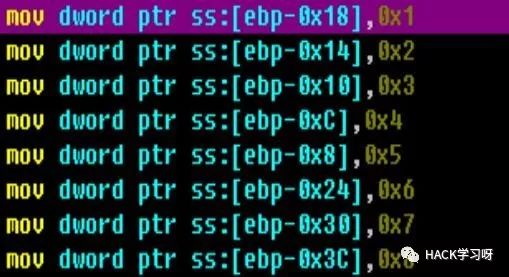 mov dword ptr ss:[ebp-0x18],0x1
mov dword ptr ss:[ebp-0x14],0x2
mov dword ptr ss:[ebp-0x10],0x3
mov dword ptr ss:[ebp-0xC],0x4
mov dword ptr ss:[ebp-0x8],0x5
mov dword ptr ss:[ebp-0x24],0x6
mov dword ptr ss:[ebp-0x30],0x7
mov dword ptr ss:[ebp-0x3C],
HACK学习呀